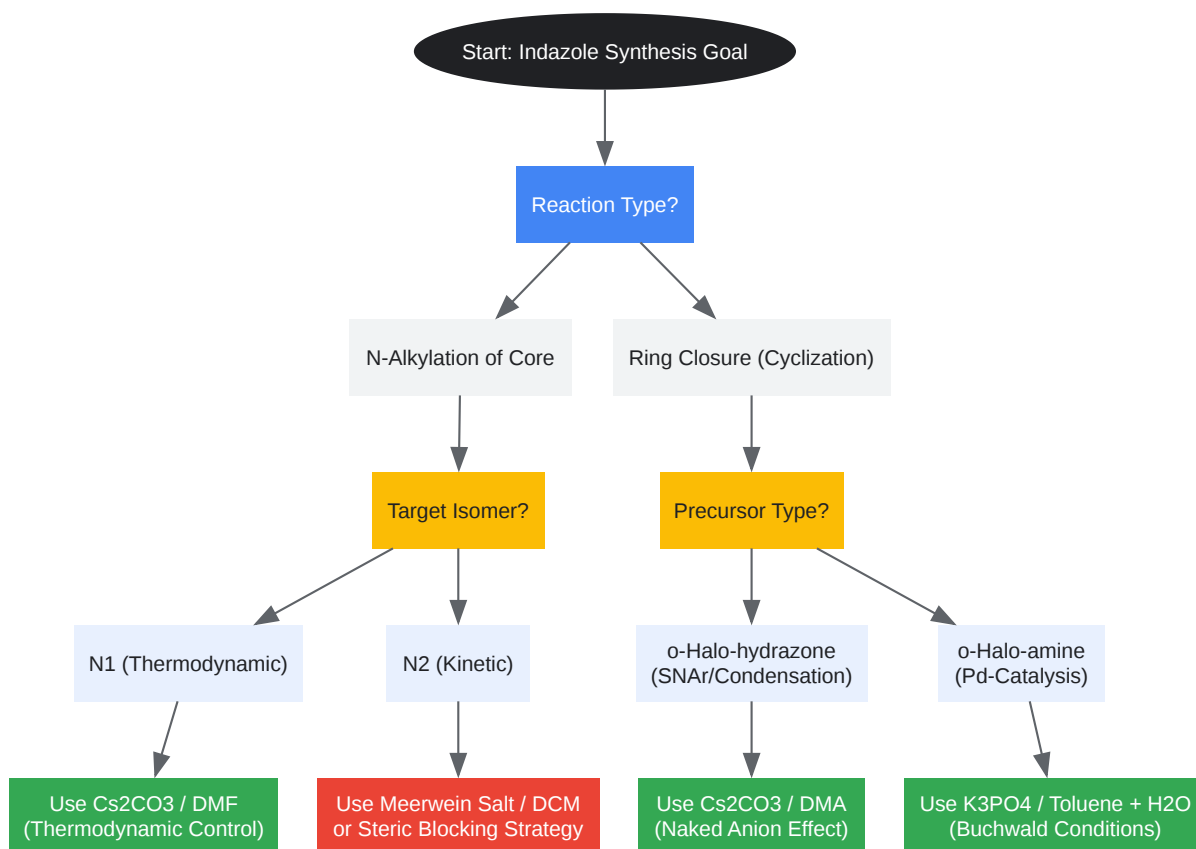 Start: Indazole Synthesis Goal
Reaction Type?
N-Alkylation of Core
Ring Closure (Cyclization)
Target Isomer?
Precursor Type?
N1 (Thermodynamic)
N2 (Kinetic)
o-Halo-hydrazone
(SNAr/Condensation)
o-Halo-amine
(Pd-Catalysis)
Use Cs2CO3 / DMF
(Thermodynamic Control)
Use Meerwein Salt / DCM
or Steric Blocking Strategy
Use Cs2CO3 / DMA
(Naked Anion Effect)
Use K3PO4 / Toluene + H2O
(Buchwald Conditions)